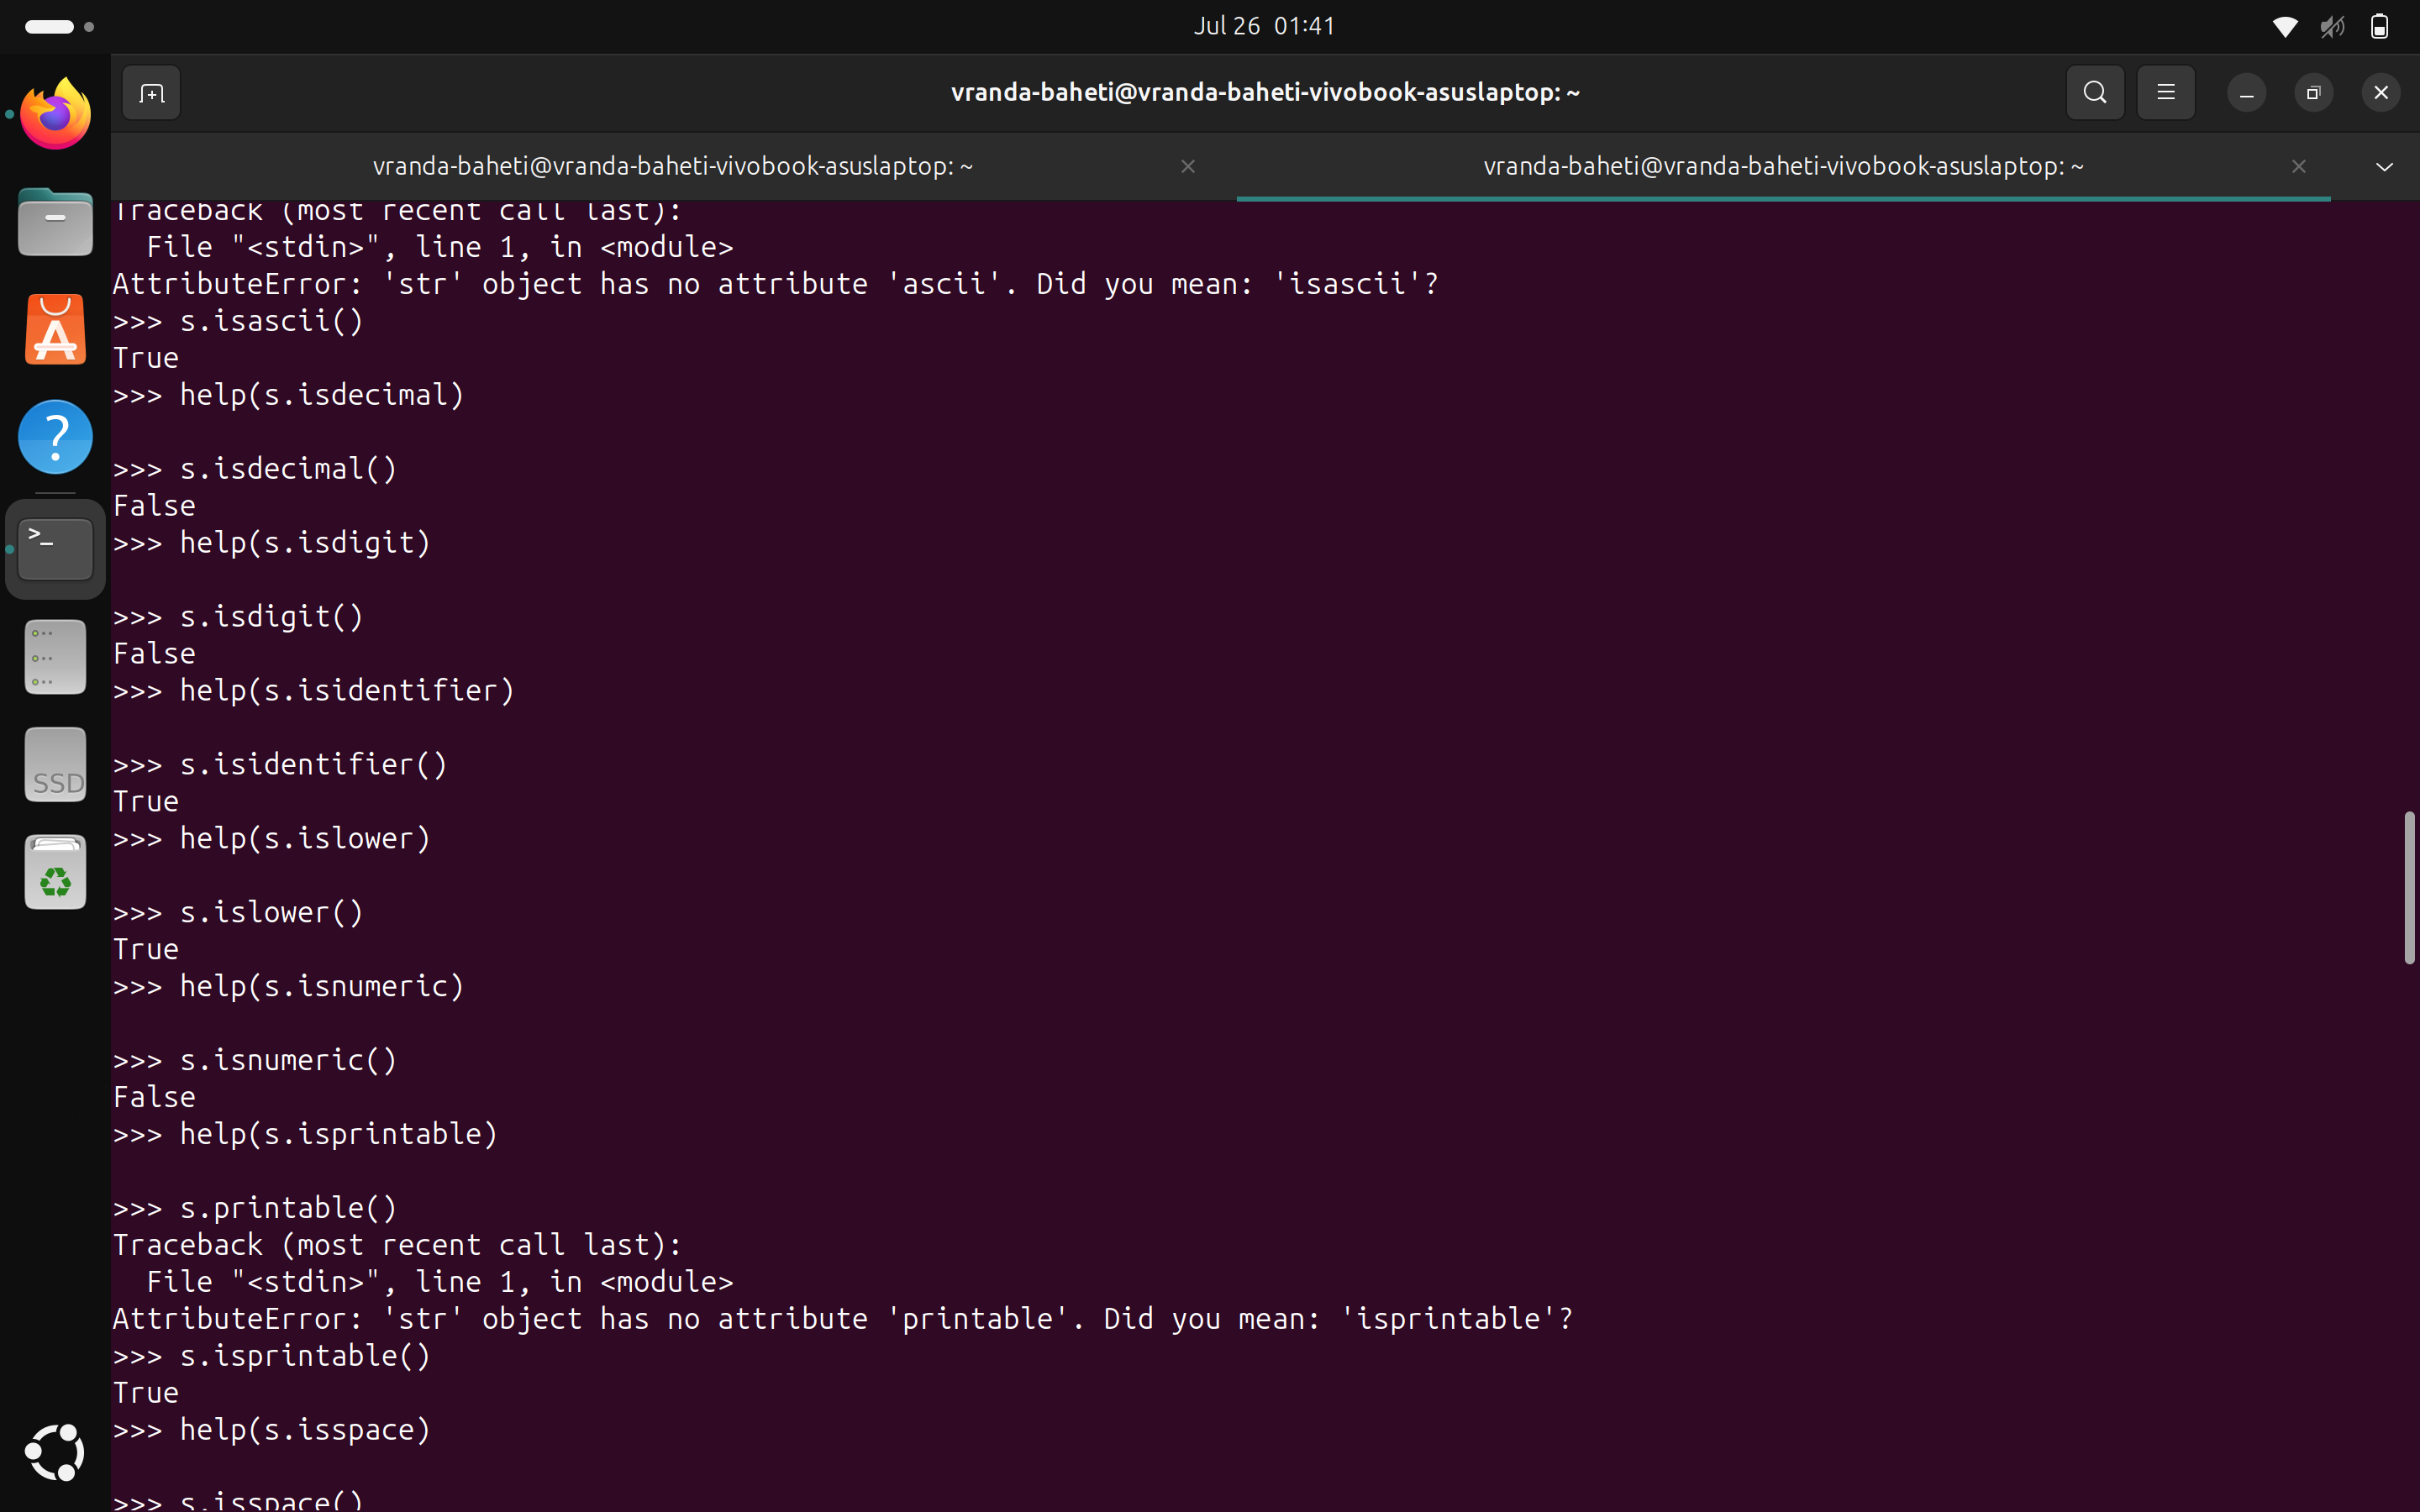 Jul 26 01:41
vranda-baheti@vranda-baheti-vivobook-asuslaptop: ~
vranda-baheti@vranda-baheti-vivobook-asuslaptop: ~
vranda-baheti@vranda-baheti-vivobook-asuslaptop: ~
Traceback (most recent call last):
  File "<stdin>", line 1, in <module>
AttributeError: 'str' object has no attribute 'ascii'. Did you mean: 'isascii'?
>>> s.isascii()
True
>>> help(s.isdecimal)

>>> s.isdecimal()
False
>>> help(s.isdigit)

>>> s.isdigit()
False
>>> help(s.isidentifier)

>>> s.isidentifier()
True
>>> help(s.islower)

>>> s.islower()
True
>>> help(s.isnumeric)

>>> s.isnumeric()
False
>>> help(s.isprintable)

>>> s.printable()
Traceback (most recent call last):
  File "<stdin>", line 1, in <module>
AttributeError: 'str' object has no attribute 'printable'. Did you mean: 'isprintable'?
>>> s.isprintable()
True
>>> help(s.isspace)

>>> s.isspace()
SSD